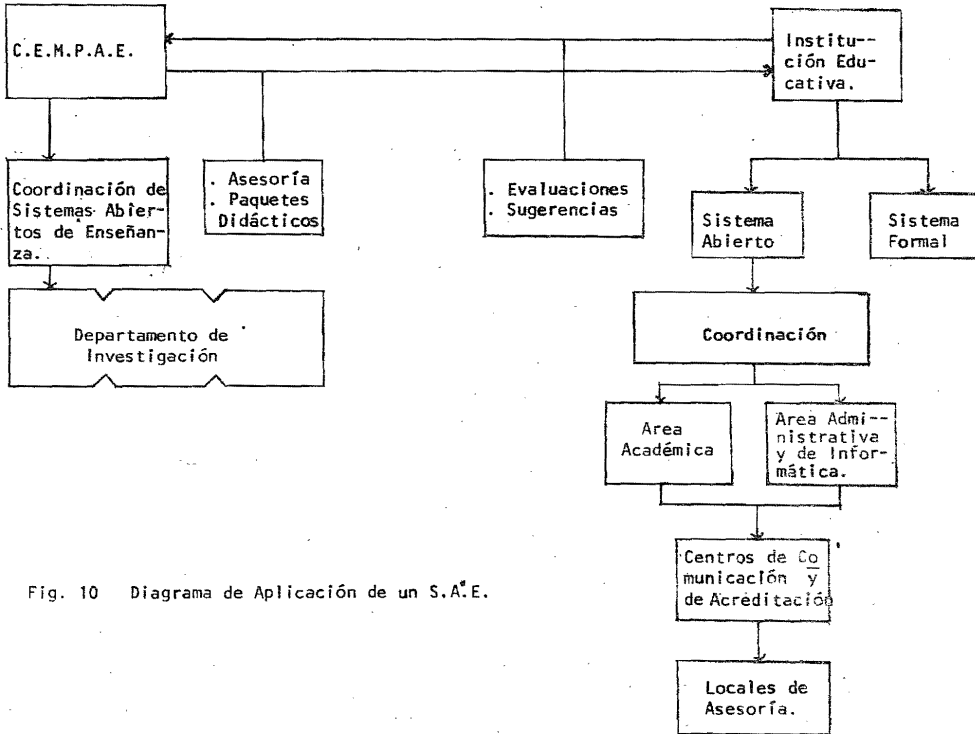 C.E.M.P.A.E.
Institu--
ción Edu-
cativa.
Coordinación de
Sistemas Abier-
tos de Enseñan-
za.
. Asesoría
. Paquetes
Didácticos
. Evaluaciones
. Sugerencias
Sistema
Abierto
Sistema
Formal
Departamento de
Investigación
Coordinación
Area
Académica
Area Admi--
nistrativa
y de Infor-
mática.
Centros de Co
municación y
de Acreditación
Locales de
Asesoría.
Fig. 10 Diagrama de Aplicación de un S.A.E.